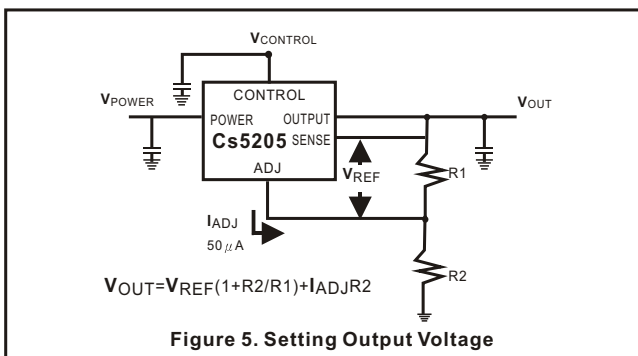 VCONTROL
VPOWER
CONTROL
VOUT
POWER OUTPUT
Cs5205 SENSE
ADJ
VREF
R1
IADJ
50μA
R2
VOUT=VREF(1+R2/R1)+IADJR2
Figure 5. Setting Output Voltage